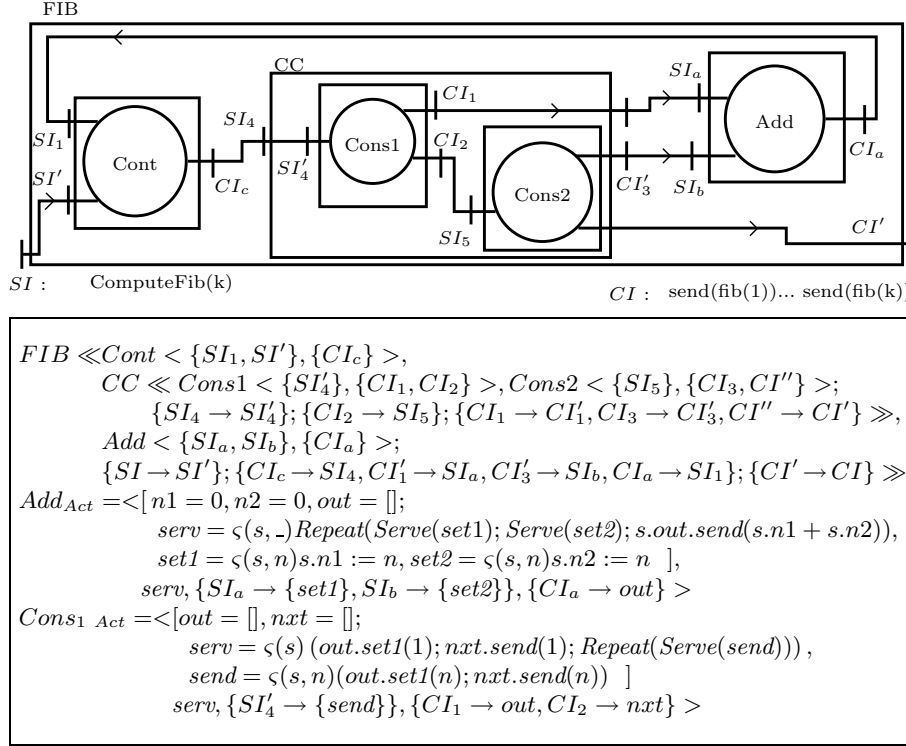 FIB
CC
SI_1
SI'
Cont
CI_c
SI_4
SI'_4
Cons1
CI_1
CI_2
SI_5
Cons2
CI'_3
SI_a
SI_b
Add
CI_a
CI'
SI : ComputeFib(k)
CI : send(fib(1))... send(fib(k))
FIB ≪Cont < {SI_1, SI'}, {CI_c} >,
CC ≪ Cons1 < {SI'_4}, {CI_1, CI_2} >, Cons2 < {SI_5}, {CI_3, CI''} >;
{SI_4 → SI'_4}; {CI_2 → SI_5}; {CI_1 → CI'_1, CI_3 → CI'_3, CI'' → CI'} ≫,
Add < {SI_a, SI_b}, {CI_a} >;
{SI → SI'}; {CI_c → SI_4, CI'_1 → SI_a, CI'_3 → SI_b, CI_a → SI_1}; {CI' → CI} ≫
Add_Act =<[ n1 = 0, n2 = 0, out = [];
serv = ς(s, _)Repeat(Serve(set1); Serve(set2); s.out.send(s.n1 + s.n2)),
set1 = ς(s, n)s.n1 := n, set2 = ς(s, n)s.n2 := n ],
serv, {SI_a → {set1}, SI_b → {set2}}, {CI_a → out} >
Cons_1 Act =<[out = [], nxt = [];
serv = ς(s) (out.set1(1); nxt.send(1); Repeat(Serve(send))) ,
send = ς(s, n)(out.set1(n); nxt.send(n)) ]
serv, {SI'_4 → {send}}, {CI_1 → out, CI_2 → nxt} >